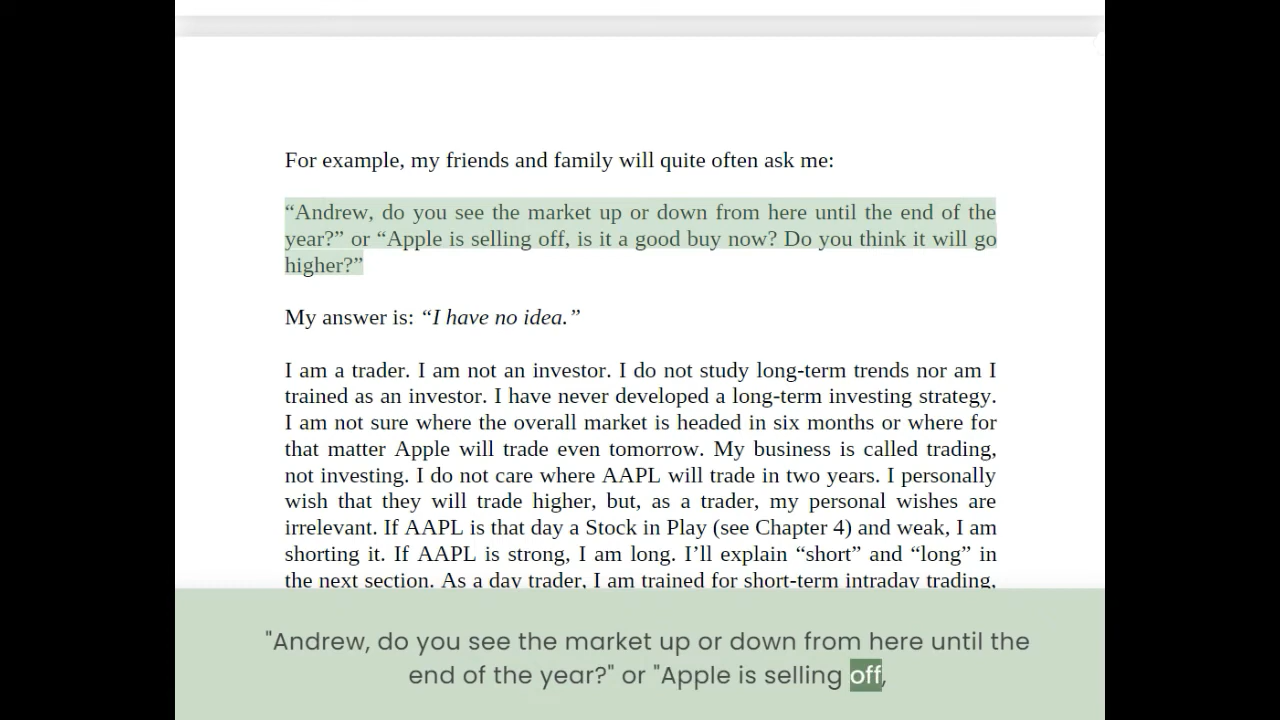 For example, my friends and family will quite often ask me:
“Andrew, do you see the market up or down from here until the end of the
year?” or “Apple is selling off, is it a good buy now? Do you think it will go
higher?”
My answer is: “I have no idea.”
I am a trader. I am not an investor. I do not study long-term trends nor am I
trained as an investor. I have never developed a long-term investing strategy.
I am not sure where the overall market is headed in six months or where for
that matter Apple will trade even tomorrow. My business is called trading,
not investing. I do not care where AAPL will trade in two years. I personally
wish that they will trade higher, but, as a trader, my personal wishes are
irrelevant. If AAPL is that day a Stock in Play (see Chapter 4) and weak, I am
shorting it. If AAPL is strong, I am long. I’ll explain “short” and “long” in
the next section. As a day trader, I am trained for short-term intraday trading,
"Andrew, do you see the market up or down from here until the
end of the year?" or "Apple is selling off,